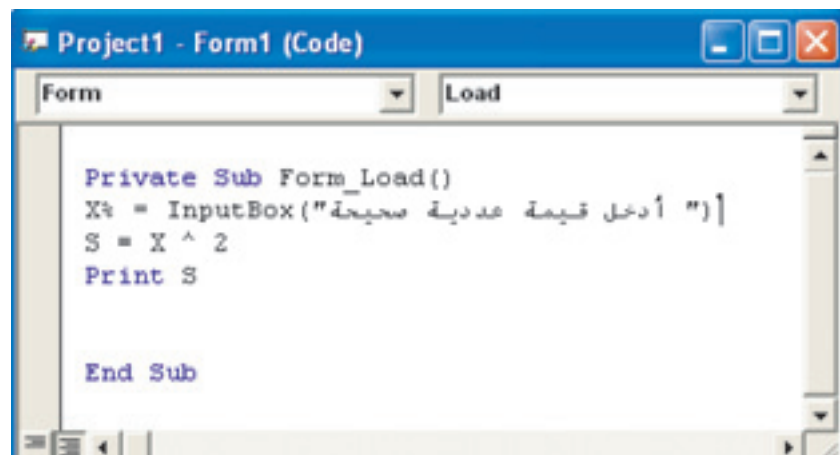 Project1 - Form1 (Code)
Form Load
Private Sub Form_Load()
X% = InputBox("أدخل قيمة عددية صحيحة ")
S = X ^ 2
Print S
End Sub